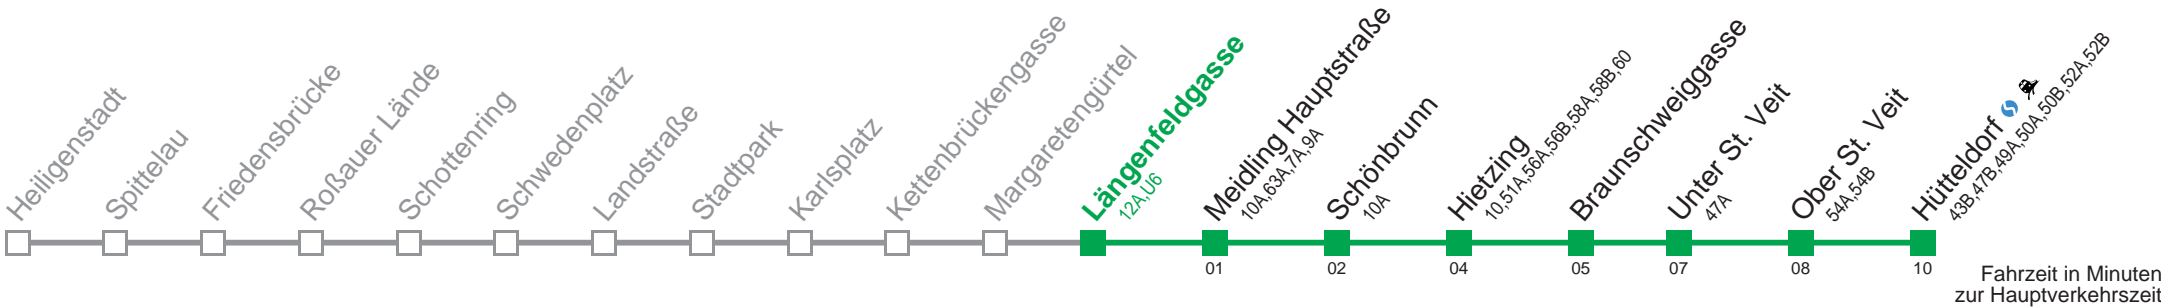 Heiligenstadt
Spittelau
Friedensbrücke
Roßauer Lände
Schottenring
Schwedenplatz
Landstraße
Stadtpark
Karlsplatz
Kettenbrückengasse
Margaretengürtel
Längenfeldgasse
12A,U6
Meidling Hauptstraße
10A,63A,7A,9A
01
Schönbrunn
10A
02
Hietzing
10,51A,56A,56B,58A,58B,60
04
Braunschweiggasse
05
Unter St. Veit
47A
07
Ober St. Veit
54A,54B
08
Hütteldorf
43B,47B,49A,50A,50B,52A,52B
10
Fahrzeit in Minuten
zur Hauptverkehrszeit